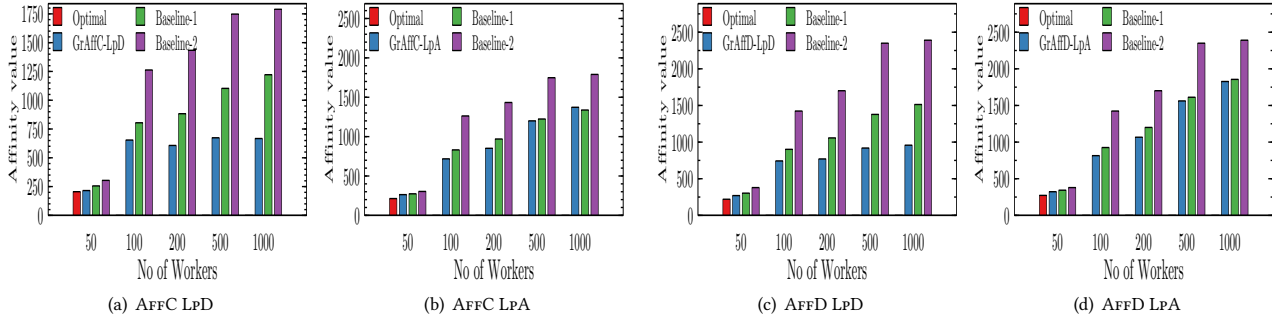 Affinity value
1750
1500
1250
1000
750
500
250
0
Optimal
GrAffC-LpD
Baseline-1
Baseline-2
50 100 200 500 1000
No of Workers
(a) AffC LpD
Affinity value
2500
2000
1500
1000
500
0
Optimal
GrAffC-LpA
Baseline-1
Baseline-2
50 100 200 500 1000
No of Workers
(b) AffC LpA
Affinity value
2500
2000
1500
1000
500
0
Optimal
GrAffD-LpD
Baseline-1
Baseline-2
50 100 200 500 1000
No of Workers
(c) AffD LpD
Affinity value
2500
2000
1500
1000
500
0
Optimal
GrAffD-LpA
Baseline-1
Baseline-2
50 100 200 500 1000
No of Workers
(d) AffD LpA